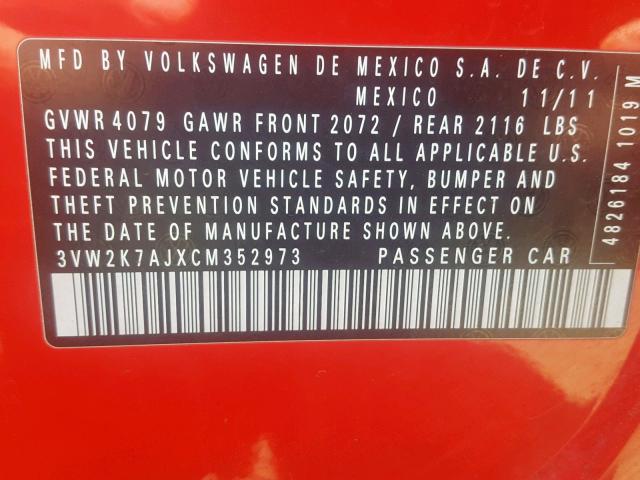 MFD BY VOLKSWAGEN DE MEXICO S.A. DE C.V.
MEXICO 11/11
GVWR 4079 GAWR FRONT 2072 / REAR 2116 LBS
THIS VEHICLE CONFORMS TO ALL APPLICABLE U.S.
FEDERAL MOTOR VEHICLE SAFETY, BUMPER AND
THEFT PREVENTION STANDARDS IN EFFECT ON
THE DATE OF MANUFACTURE SHOWN ABOVE.
3VW2K7AJXCM352973 PASSENGER CAR
4826184 1019 M